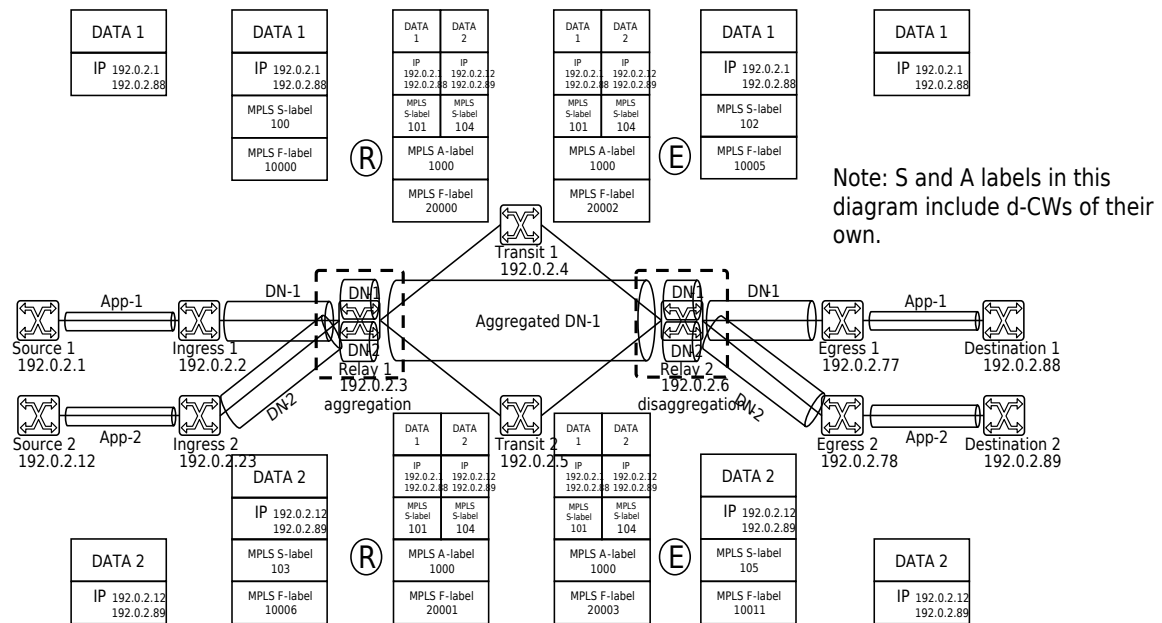 DATA 1
IP 192.0.2.1
192.0.2.88
DATA 1
IP 192.0.2.1
192.0.2.88
MPLS S-label
100
MPLS F-label
10000
R
DATA
1
DATA
2
IP
192.0.2.1
192.0.2.88
IP
192.0.2.12
192.0.2.89
MPLS
S-label
101
MPLS
S-label
104
MPLS A-label
1000
MPLS F-label
20000
DATA
1
DATA
2
IP
192.0.2.1
192.0.2.88
IP
192.0.2.12
192.0.2.89
MPLS
S-label
101
MPLS
S-label
104
MPLS A-label
1000
MPLS F-label
20002
E
DATA 1
IP 192.0.2.1
192.0.2.88
MPLS S-label
102
MPLS F-label
10005
DATA 1
IP 192.0.2.1
192.0.2.88
Note: S and A labels in this
diagram include d-CWs of their
own.
Transit 1
192.0.2.4
App-1
DN-1
DN-1
Aggregated DN-1
DN-1
DN-1
App-1
Source 1
192.0.2.1
Ingress 1
192.0.2.2
DN-2
Relay 1
192.0.2.3
aggregation
DN-2
Relay 2
192.0.2.6
disaggregation
Egress 1
192.0.2.77
Destination 1
192.0.2.88
DN-2
DN-2
App-2
App-2
Source 2
192.0.2.12
Ingress 2
192.0.2.23
Transit 2
192.0.2.5
Egress 2
192.0.2.78
Destination 2
192.0.2.89
DATA 2
IP 192.0.2.12
192.0.2.89
DATA 2
IP 192.0.2.12
192.0.2.89
MPLS S-label
103
MPLS F-label
10006
R
DATA
1
DATA
2
IP
192.0.2.1
192.0.2.88
IP
192.0.2.12
192.0.2.89
MPLS
S-label
101
MPLS
S-label
104
MPLS A-label
1000
MPLS F-label
20001
DATA
1
DATA
2
IP
192.0.2.1
192.0.2.88
IP
192.0.2.12
192.0.2.89
MPLS
S-label
101
MPLS
S-label
104
MPLS A-label
1000
MPLS F-label
20003
E
DATA 2
IP 192.0.2.12
192.0.2.89
MPLS S-label
105
MPLS F-label
10011
DATA 2
IP 192.0.2.12
192.0.2.89